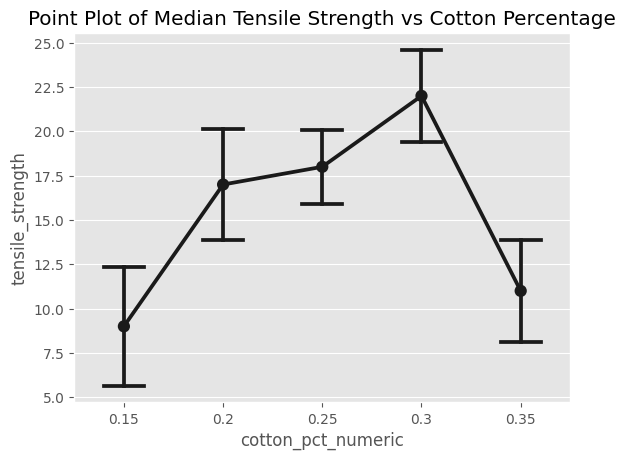 Point Plot of Median Tensile Strength vs Cotton Percentage
25.0
22.5
20.0
17.5
15.0
12.5
10.0
7.5
5.0
tensile_strength
0.15 0.2 0.25 0.3 0.35
cotton_pct_numeric